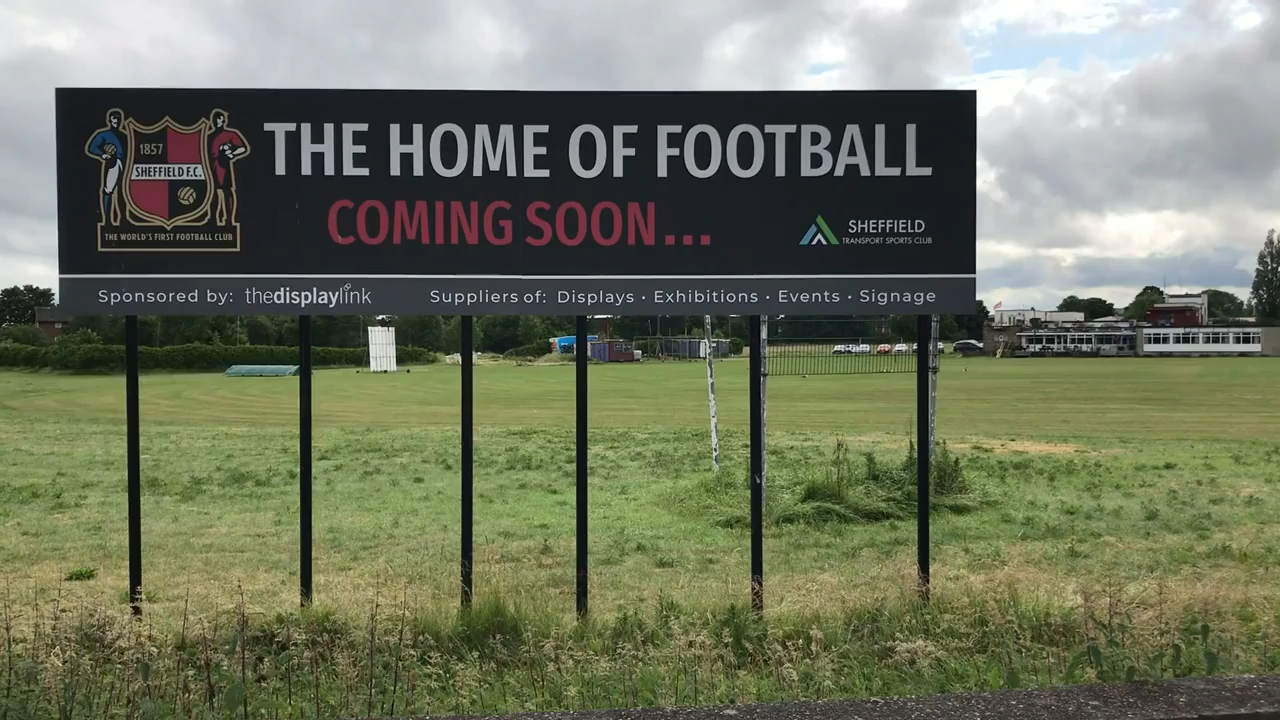 1857
SHEFFIELD F.C.
THE WORLD'S FIRST FOOTBALL CLUB
THE HOME OF FOOTBALL
COMING SOON...
SHEFFIELD
TRANSPORT SPORTS CLUB
Sponsored by: thedisplaylink
Suppliers of: Displays · Exhibitions · Events · Signage